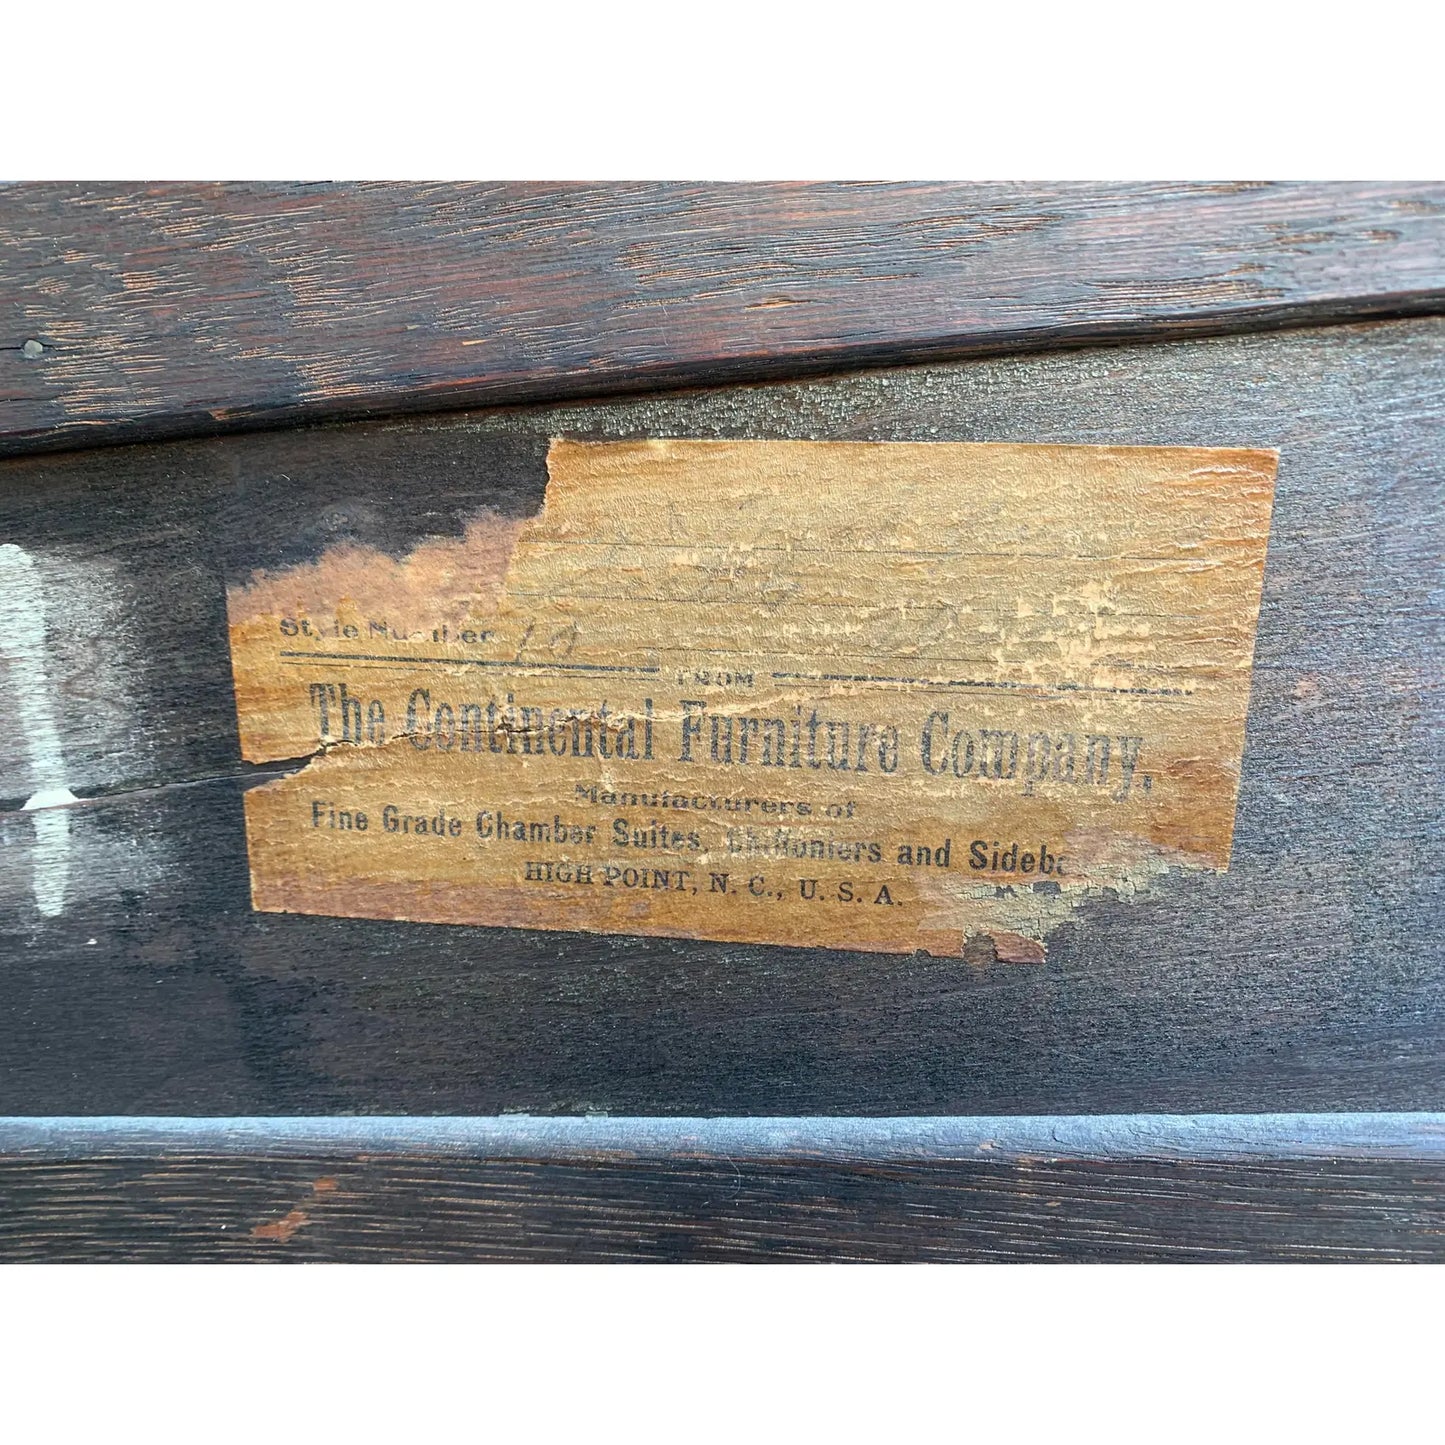 Style Number 10
FROM
The Continental Furniture Company,
Manufacturers of
Fine Grade Chamber Suites, Chiffoniers and Sideb
HIGH POINT, N. C., U. S. A.